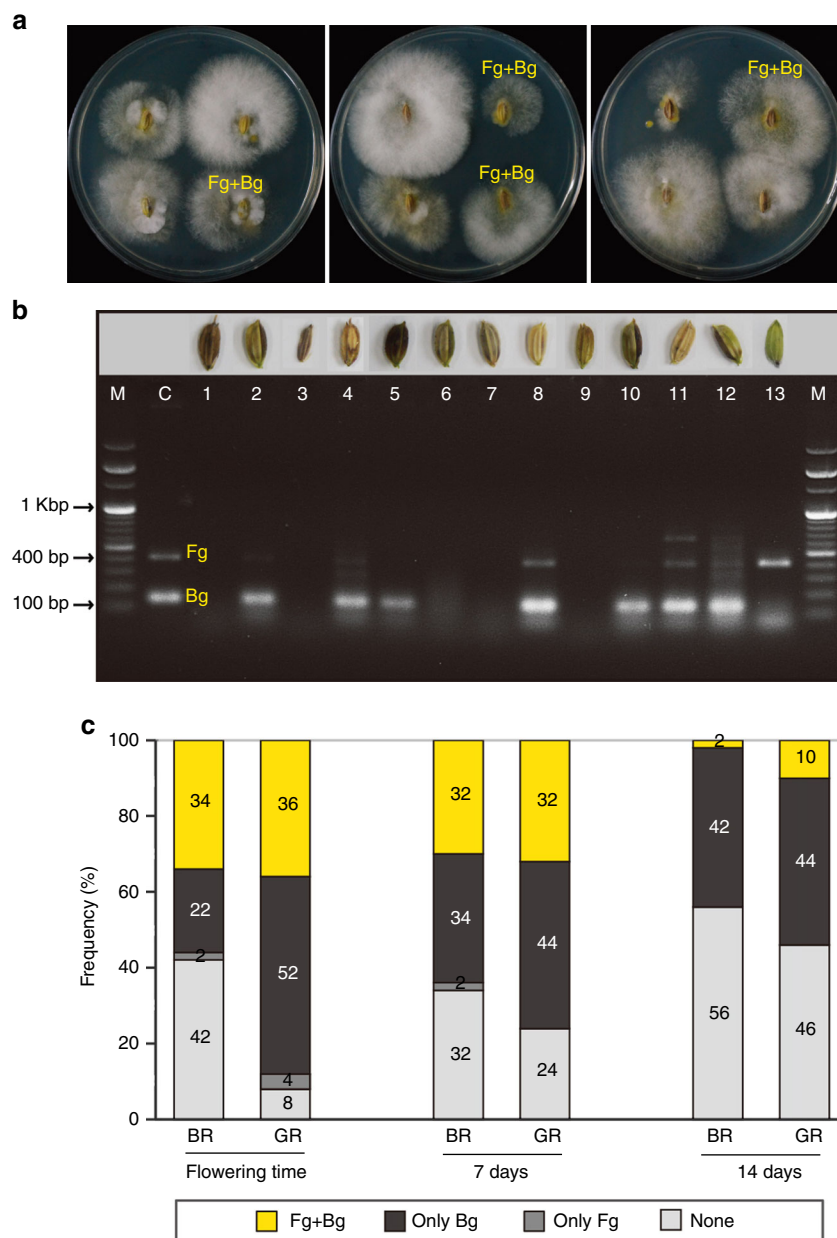 a
Fg+Bg
Fg+Bg
Fg+Bg
Fg+Bg
b
M C 1 2 3 4 5 6 7 8 9 10 11 12 13 M
1 Kbp
400 bp
100 bp
Fg
Bg
c
Frequency (%)
100
80
60
40
20
0
34
22
2
42
36
52
4
8
32
34
2
32
32
44
24
2
42
56
10
44
46
BR GR BR GR BR GR
Flowering time 7 days 14 days
Fg+Bg Only Bg Only Fg None